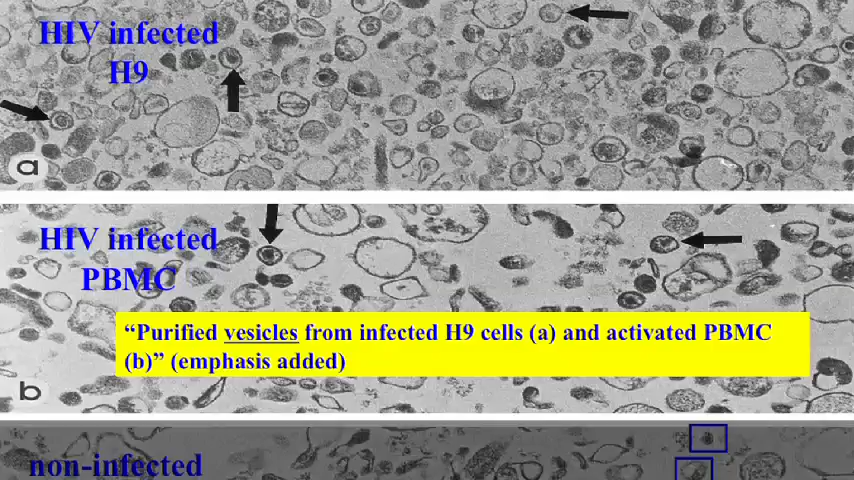 HIV infected
H9
a
HIV infected
PBMC
“Purified vesicles from infected H9 cells (a) and activated PBMC
(b)” (emphasis added)
b
non-infected